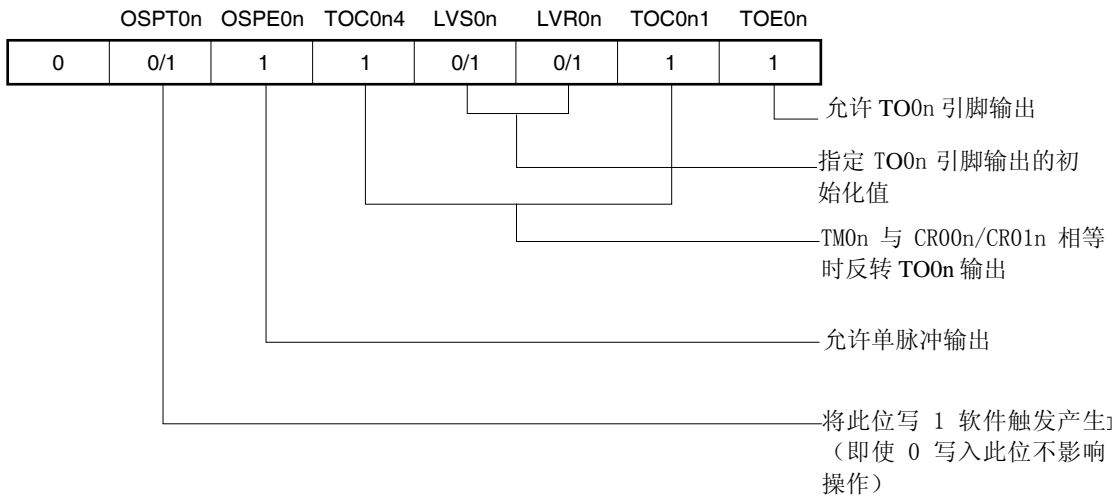 OSPT0n OSPE0n TOC0n4 LVS0n LVR0n TOC0n1 TOE0n
0 0/1 1 1 0/1 0/1 1 1
允许 TO0n 引脚输出
指定 TO0n 引脚输出的初
始化值
TM0n 与 CR00n/CR01n 相等
时反转 TO0n 输出
允许单脉冲输出
将此位写 1 软件触发产生
（即使 0 写入此位不影响
操作）